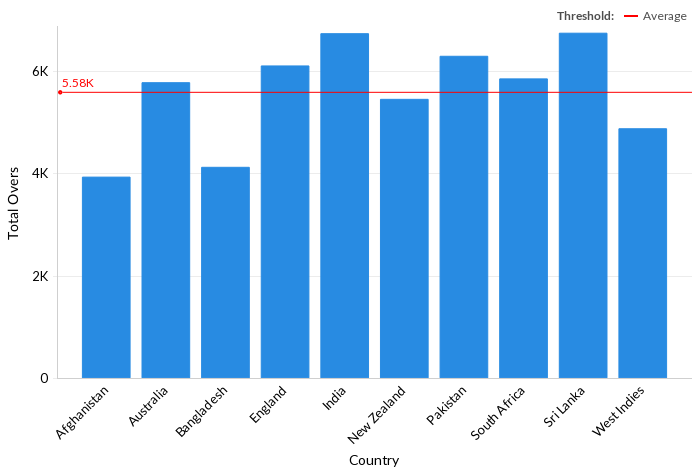 Threshold: Average
6K
5.58K
4K
2K
0
Total Overs
Afghanistan
Australia
Bangladesh
England
India
New Zealand
Pakistan
South Africa
Sri Lanka
West Indies
Country